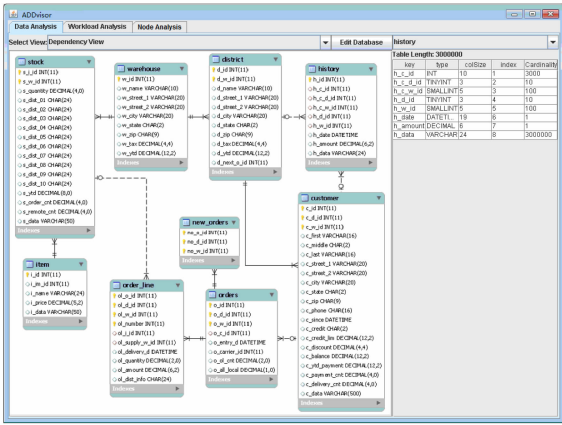 ADDvisor
Data Analysis Workload Analysis Node Analysis
Select View: Dependency View Edit Database history
stock
s_i_id INT(11)
s_w_id INT(11)
s_quantity DECIMAL(4,0)
s_dist_01 CHAR(24)
s_dist_02 CHAR(24)
s_dist_03 CHAR(24)
s_dist_04 CHAR(24)
s_dist_05 CHAR(24)
s_dist_06 CHAR(24)
s_dist_07 CHAR(24)
s_dist_08 CHAR(24)
s_dist_09 CHAR(24)
s_dist_10 CHAR(24)
s_ytd DECIMAL(8,0)
s_order_cnt DECIMAL(4,0)
s_remote_cnt DECIMAL(4,0)
s_data VARCHAR(50)
Indexes
warehouse
w_id INT(11)
w_name VARCHAR(10)
w_street_1 VARCHAR(20)
w_street_2 VARCHAR(20)
w_city VARCHAR(20)
w_state CHAR(2)
w_zip CHAR(9)
w_tax DECIMAL(4,4)
w_ytd DECIMAL(12,2)
Indexes
district
d_id INT(11)
d_w_id INT(11)
d_name VARCHAR(10)
d_street_1 VARCHAR(20)
d_street_2 VARCHAR(20)
d_city VARCHAR(20)
d_state CHAR(2)
d_zip CHAR(9)
d_tax DECIMAL(4,4)
d_ytd DECIMAL(12,2)
d_next_o_id INT(11)
Indexes
history
h_id INT(11)
h_c_id INT(11)
h_c_d_id INT(11)
h_c_w_id INT(11)
h_d_id INT(11)
h_w_id INT(11)
h_date DATETIME
h_amount DECIMAL(6,2)
h_data VARCHAR(24)
Indexes
item
i_id INT(11)
i_im_id INT(11)
i_name VARCHAR(24)
i_price DECIMAL(5,2)
i_data VARCHAR(50)
Indexes
order_line
ol_o_id INT(11)
ol_d_id INT(11)
ol_w_id INT(11)
ol_number INT(11)
ol_i_id INT(11)
ol_supply_w_id INT(11)
ol_delivery_d DATETIME
ol_quantity DECIMAL(2,0)
ol_amount DECIMAL(6,2)
ol_dist_info CHAR(24)
Indexes
new_orders
no_o_id INT(11)
no_d_id INT(11)
no_w_id INT(11)
Indexes
orders
o_id INT(11)
o_d_id INT(11)
o_w_id INT(11)
o_c_id INT(11)
o_entry_d DATETIME
o_carrier_id INT(11)
o_ol_cnt DECIMAL(2,0)
o_all_local DECIMAL(1,0)
Indexes
customer
c_id INT(11)
c_d_id INT(11)
c_w_id INT(11)
c_first VARCHAR(16)
c_middle CHAR(2)
c_last VARCHAR(16)
c_street_1 VARCHAR(20)
c_street_2 VARCHAR(20)
c_city VARCHAR(20)
c_state CHAR(2)
c_zip CHAR(9)
c_phone CHAR(16)
c_since DATETIME
c_credit CHAR(2)
c_credit_lim DECIMAL(12,2)
c_discount DECIMAL(4,4)
c_balance DECIMAL(12,2)
c_ytd_payment DECIMAL(12,2)
c_payment_cnt DECIMAL(4,0)
c_delivery_cnt DECIMAL(4,0)
c_data VARCHAR(500)
Indexes
Table Length: 3000000
key type colSize index Cardinality
h_c_id INT 10 1 3000
h_c_d_id TINYINT 3 2 10
h_c_w_id SMALLINT 5 3 100
h_d_id TINYINT 3 4 10
h_w_id SMALLINT 5 5 100
h_date DATETI... 19 6 1
h_amount DECIMAL 6 7 1
h_data VARCHAR 24 8 3000000